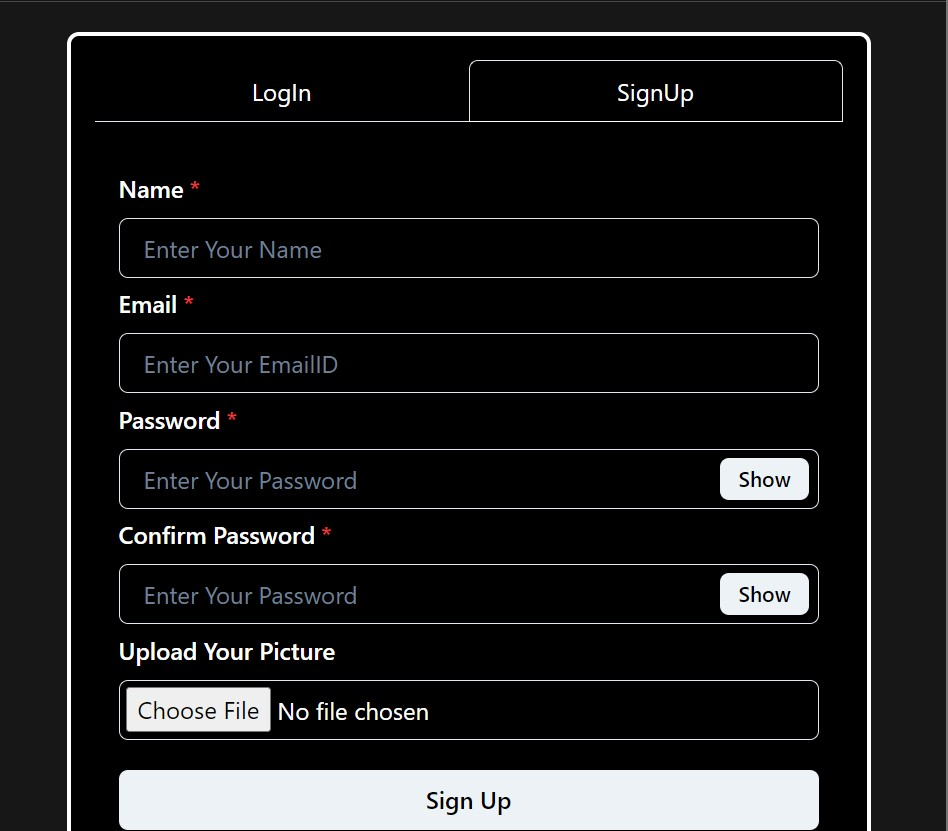 LogIn SignUp
Name *
Enter Your Name
Email *
Enter Your EmailID
Password *
Enter Your Password Show
Confirm Password *
Enter Your Password Show
Upload Your Picture
Choose File No file chosen
Sign Up